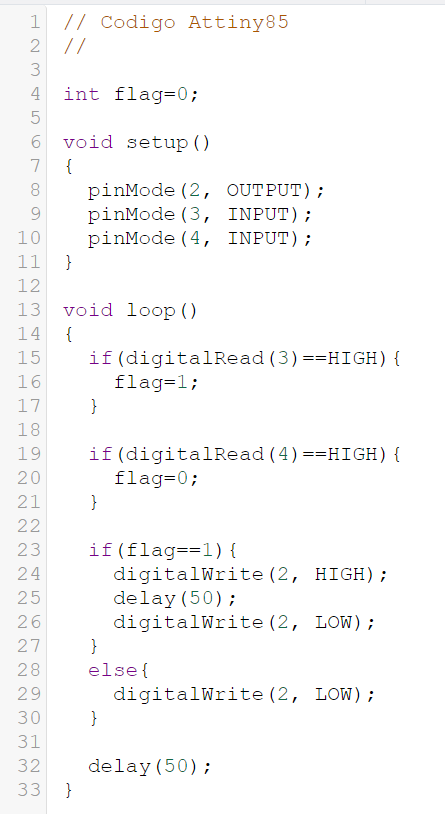 1 // Codigo Attiny85
2 //
3
4 int flag=0;
5
6 void setup()
7 {
8   pinMode(2, OUTPUT);
9   pinMode(3, INPUT);
10   pinMode(4, INPUT);
11 }
12
13 void loop()
14 {
15   if(digitalRead(3)==HIGH){
16     flag=1;
17   }
18
19   if(digitalRead(4)==HIGH){
20     flag=0;
21   }
22
23   if(flag==1){
24     digitalWrite(2, HIGH);
25     delay(50);
26     digitalWrite(2, LOW);
27   }
28   else{
29     digitalWrite(2, LOW);
30   }
31
32   delay(50);
33 }